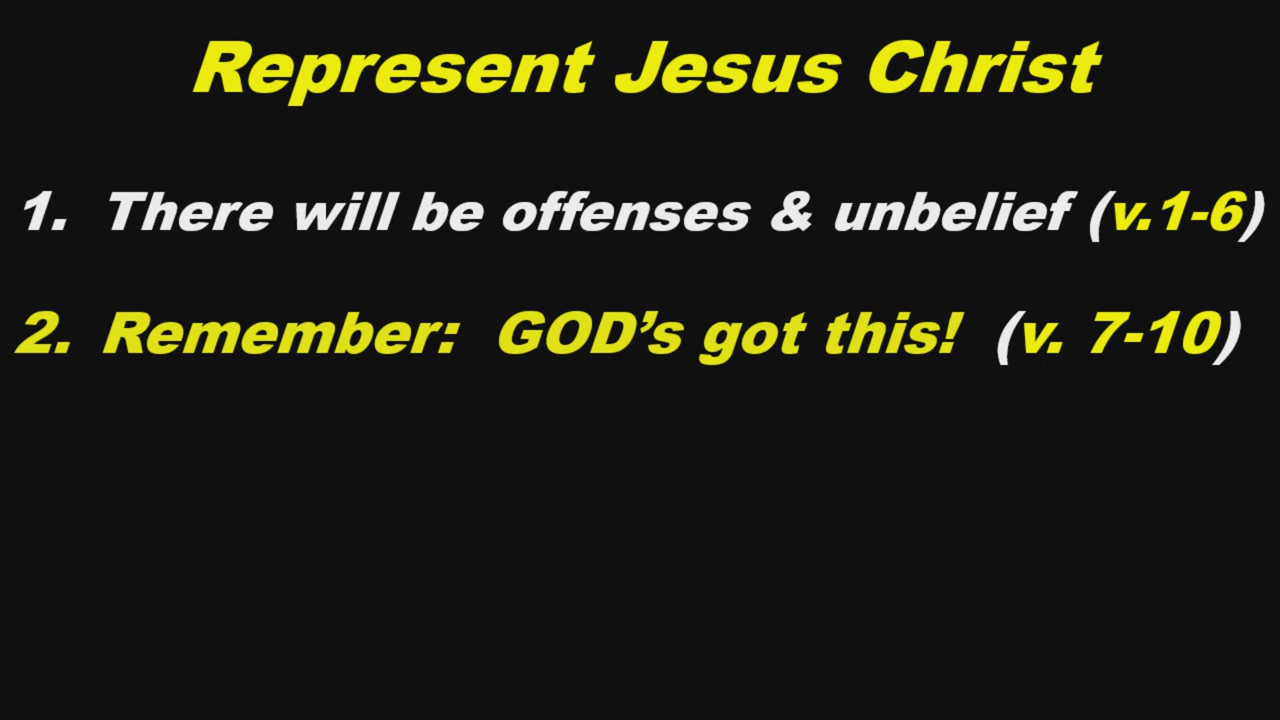 Represent Jesus Christ
1. There will be offenses & unbelief (v.1-6)
2. Remember: GOD’s got this! (v. 7-10)